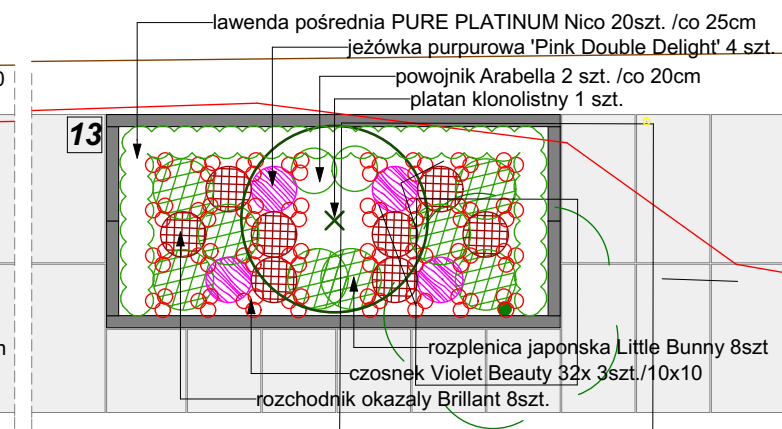 lawenda pośrednia PURE PLATINUM Nico 20szt. /co 25cm
jeżówka purpurowa 'Pink Double Delight' 4 szt.
powojnik Arabella 2 szt. /co 20cm
platan klonolistny 1 szt.
13
rozplenica japonska Little Bunny 8szt
czosnek Violet Beauty 32x 3szt./10x10
rozchodnik okazaly Brillant 8szt.